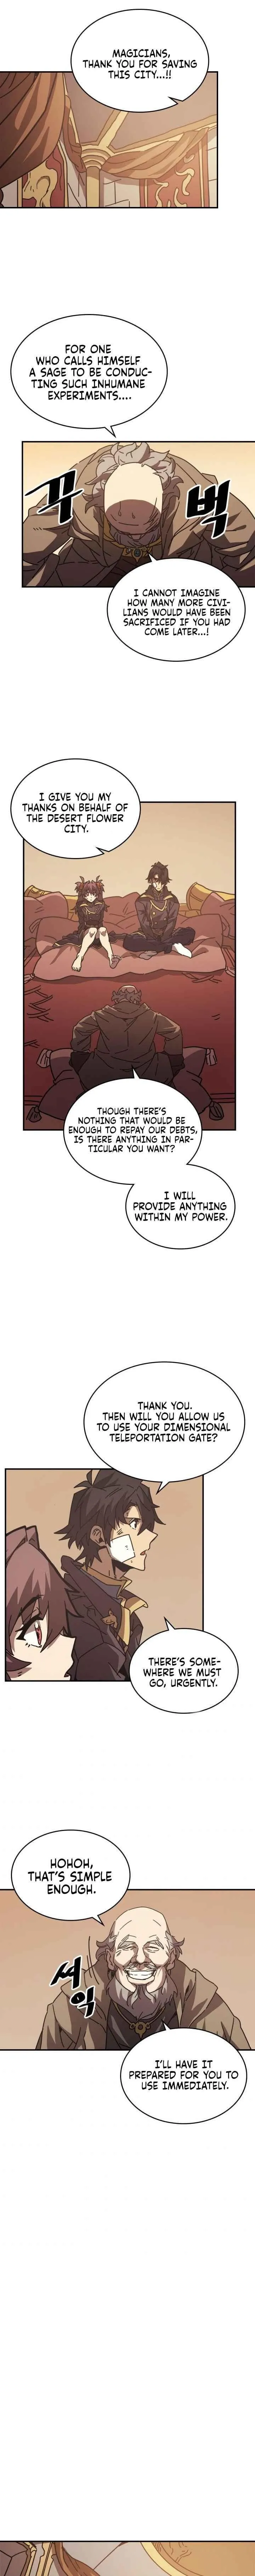 MAGICIANS,
THANK YOU FOR SAVING
THIS CITY...!!
FOR ONE
WHO CALLS HIMSELF
A SAGE TO BE CONDUC-
TING SUCH INHUMANE
EXPERIMENTS....
꾸벅
I CANNOT IMAGINE
HOW MANY MORE CIVI-
LIANS WOULD HAVE BEEN
SACRIFICED IF YOU HAD
COME LATER...!
I GIVE YOU MY
THANKS ON BEHALF OF
THE DESERT FLOWER
CITY.
THOUGH THERE'S
NOTHING THAT WOULD BE
ENOUGH TO REPAY OUR DEBTS,
IS THERE ANYTHING IN PAR-
TICULAR YOU WANT?
I WILL
PROVIDE ANYTHING
WITHIN MY POWER.
THANK YOU.
THEN WILL YOU ALLOW US
TO USE YOUR DIMENSIONAL
TELEPORTATION GATE?
THERE'S SOME-
WHERE WE MUST
GO, URGENTLY.
HOHOH,
THAT'S SIMPLE
ENOUGH.
씨익
I'LL HAVE IT
PREPARED FOR YOU TO
USE IMMEDIATELY.